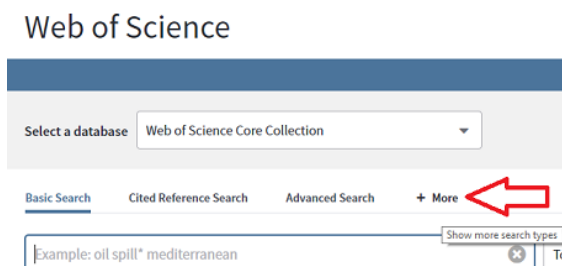 Web of Science
Select a database Web of Science Core Collection
Basic Search Cited Reference Search Advanced Search + More
Show more search types
Example: oil spill* mediterranean